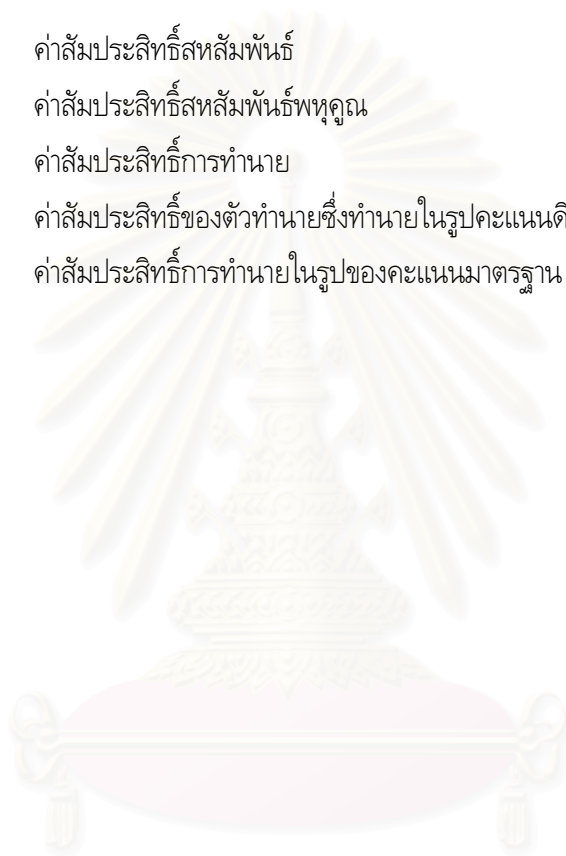 ค่าสัมประสิทธิ์สหสัมพันธ์
ค่าสัมประสิทธิ์สหสัมพันธ์พหุคูณ
ค่าสัมประสิทธิ์การทำนาย
ค่าสัมประสิทธิ์ของตัวทำนายซึ่งทำนายในรูปคะแนนดิ
ค่าสัมประสิทธิ์การทำนายในรูปของคะแนนมาตรฐาน